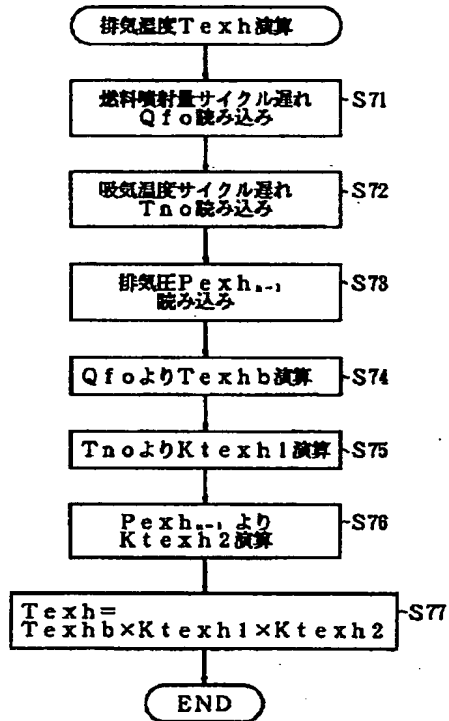 排気温度Texh演算
燃料噴射量サイクル遅れ
Qfo読み込み
S71
吸気温度サイクル遅れ
Tno読み込み
S72
排気圧Pexhn-1
読み込み
S73
QfoよりTexhb演算
S74
TnoよりKtexh1演算
S75
Pexhn-1より
Ktexh2演算
S76
Texh=
Texhb×Ktexh1×Ktexh2
S77
END